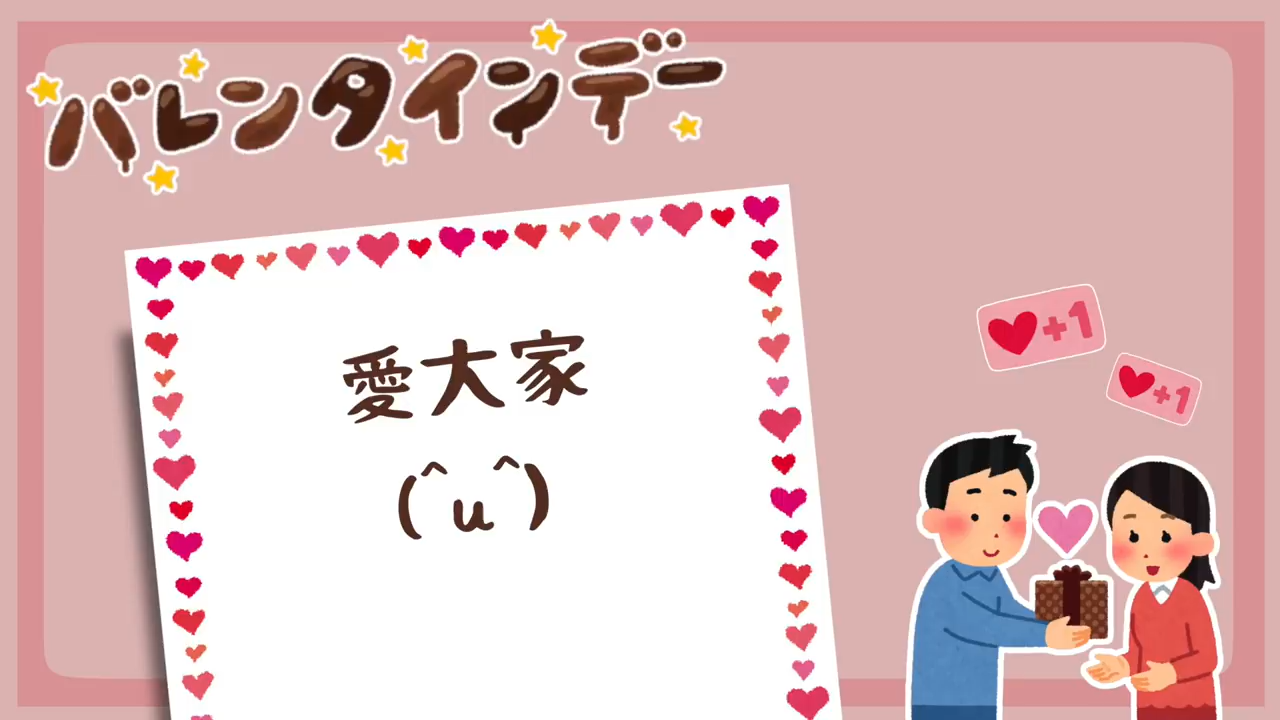 バレンタインデー
愛大家
(^u^)
+1
+1